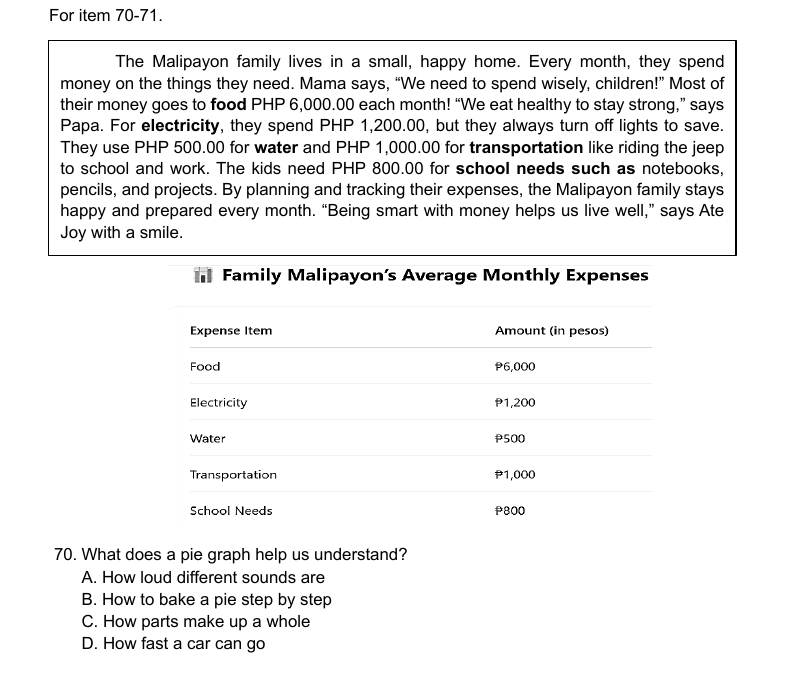 For item 70-71.
The Malipayon family lives in a small, happy home. Every month, they spend
money on the things they need. Mama says, “We need to spend wisely, children!” Most of
their money goes to food PHP 6,000.00 each month! “We eat healthy to stay strong,” says
Papa. For electricity, they spend PHP 1,200.00, but they always turn off lights to save.
They use PHP 500.00 for water and PHP 1,000.00 for transportation like riding the jeep
to school and work. The kids need PHP 800.00 for school needs such as notebooks,
pencils, and projects. By planning and tracking their expenses, the Malipayon family stays
happy and prepared every month. “Being smart with money helps us live well,” says Ate
Joy with a smile.
Family Malipayon’s Average Monthly Expenses
Expense Item Amount (in pesos)
Food ₱6,000
Electricity ₱1,200
Water ₱500
Transportation ₱1,000
School Needs ₱800
70. What does a pie graph help us understand?
A. How loud different sounds are
B. How to bake a pie step by step
C. How parts make up a whole
D. How fast a car can go